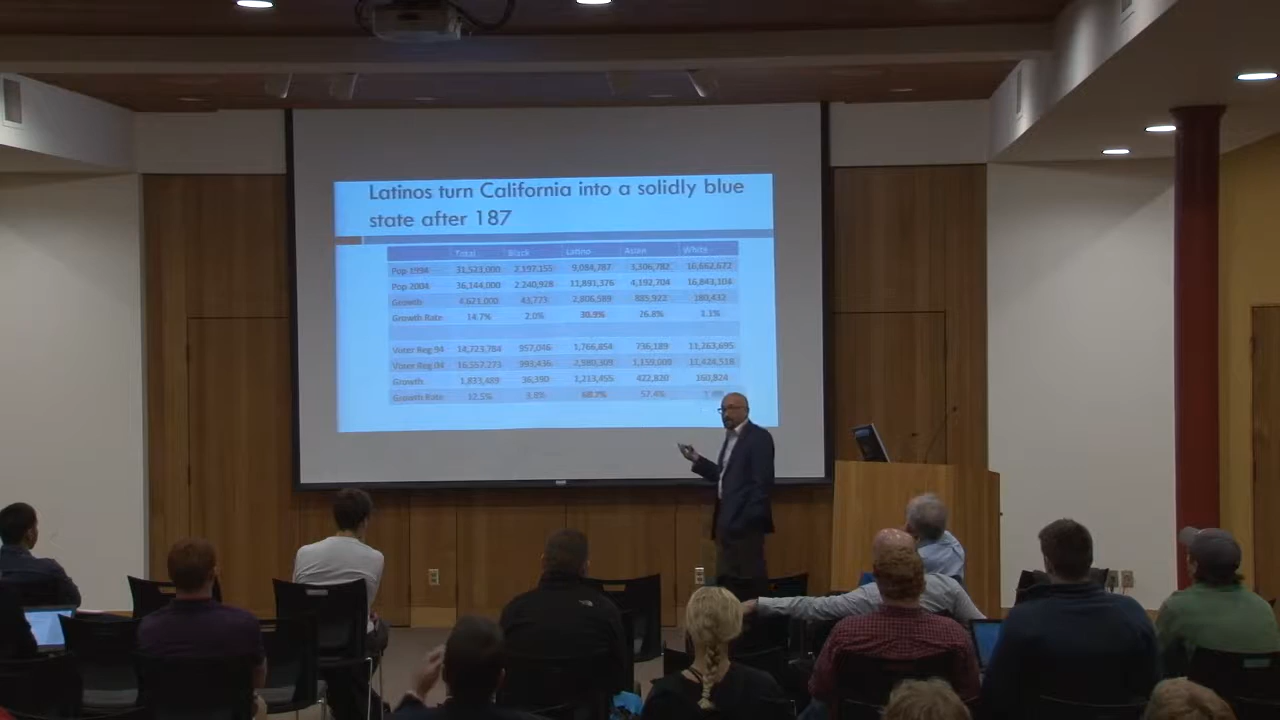 Latinos turn California into a solidly blue
state after 187
Total Black Latino Asian White
Pop 1994 31,523,000 2,197,155 9,084,787 3,306,782 16,662,672
Pop 2004 36,144,000 2,240,928 11,891,376 4,192,704 16,843,104
Growth 4,621,000 43,773 2,806,589 885,922 180,432
Growth Rate 14.7% 2.0% 30.9% 26.8% 1.1%
Voter Reg 94 14,723,784 957,046 1,766,854 736,189 11,263,695
Voter Reg 04 16,557,273 993,436 2,980,309 1,159,009 11,424,519
Growth 1,833,489 36,390 1,213,455 422,820 160,824
Growth Rate 12.5% 3.8% 68.7% 57.4%